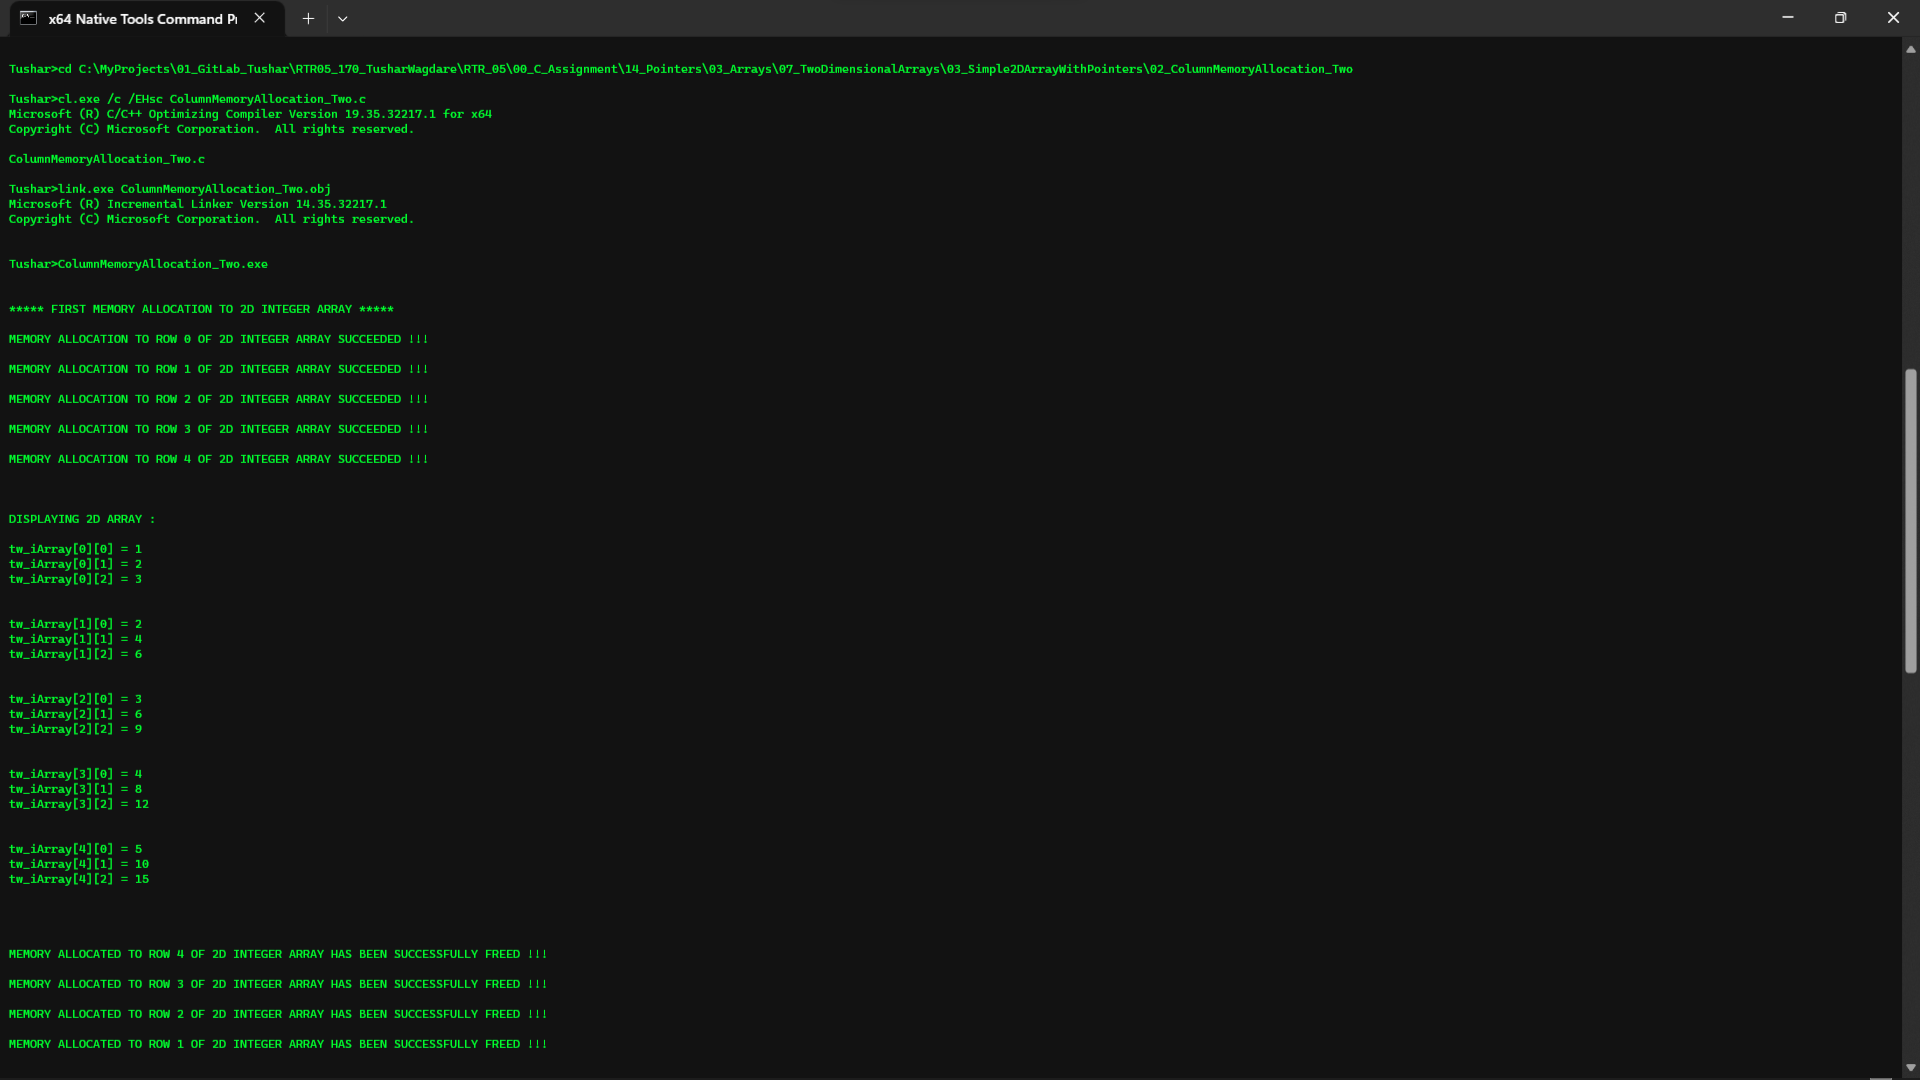 x64 Native Tools Command P
Tushar>cd C:\MyProjects\01_GitLab_Tushar\RTR05_170_TusharWagdare\RTR_05\00_C_Assignment\14_Pointers\03_Arrays\07_TwoDimensionalArrays\03_Simple2DArrayWithPointers\02_ColumnMemoryAllocation_Two
Tushar>cl.exe /c /EHsc ColumnMemoryAllocation_Two.c
Microsoft (R) C/C++ Optimizing Compiler Version 19.35.32217.1 for x64
Copyright (C) Microsoft Corporation.  All rights reserved.
ColumnMemoryAllocation_Two.c
Tushar>link.exe ColumnMemoryAllocation_Two.obj
Microsoft (R) Incremental Linker Version 14.35.32217.1
Copyright (C) Microsoft Corporation.  All rights reserved.
Tushar>ColumnMemoryAllocation_Two.exe
***** FIRST MEMORY ALLOCATION TO 2D INTEGER ARRAY *****
MEMORY ALLOCATION TO ROW 0 OF 2D INTEGER ARRAY SUCCEEDED !!!
MEMORY ALLOCATION TO ROW 1 OF 2D INTEGER ARRAY SUCCEEDED !!!
MEMORY ALLOCATION TO ROW 2 OF 2D INTEGER ARRAY SUCCEEDED !!!
MEMORY ALLOCATION TO ROW 3 OF 2D INTEGER ARRAY SUCCEEDED !!!
MEMORY ALLOCATION TO ROW 4 OF 2D INTEGER ARRAY SUCCEEDED !!!
DISPLAYING 2D ARRAY :
tw_iArray[0][0] = 1
tw_iArray[0][1] = 2
tw_iArray[0][2] = 3
tw_iArray[1][0] = 2
tw_iArray[1][1] = 4
tw_iArray[1][2] = 6
tw_iArray[2][0] = 3
tw_iArray[2][1] = 6
tw_iArray[2][2] = 9
tw_iArray[3][0] = 4
tw_iArray[3][1] = 8
tw_iArray[3][2] = 12
tw_iArray[4][0] = 5
tw_iArray[4][1] = 10
tw_iArray[4][2] = 15
MEMORY ALLOCATED TO ROW 4 OF 2D INTEGER ARRAY HAS BEEN SUCCESSFULLY FREED !!!
MEMORY ALLOCATED TO ROW 3 OF 2D INTEGER ARRAY HAS BEEN SUCCESSFULLY FREED !!!
MEMORY ALLOCATED TO ROW 2 OF 2D INTEGER ARRAY HAS BEEN SUCCESSFULLY FREED !!!
MEMORY ALLOCATED TO ROW 1 OF 2D INTEGER ARRAY HAS BEEN SUCCESSFULLY FREED !!!